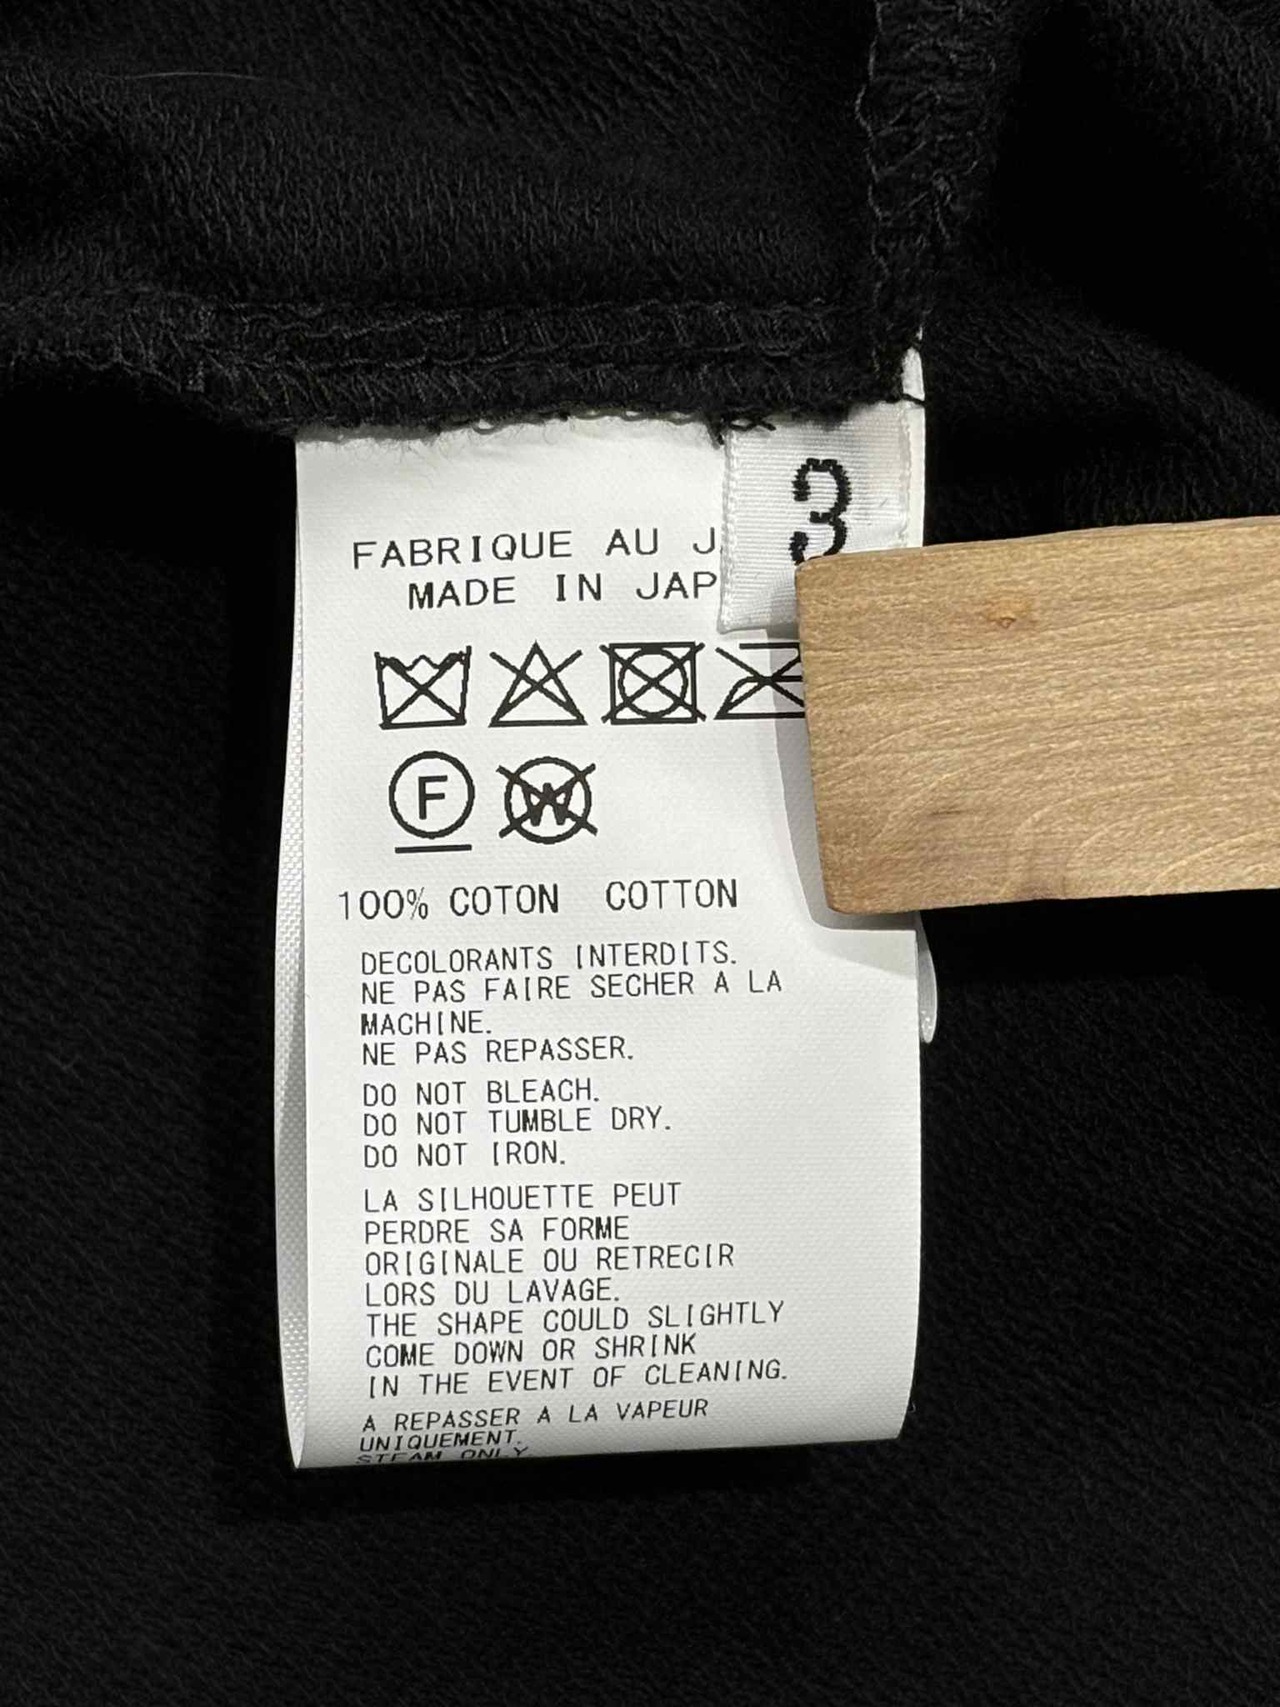 3
FABRIQUE AU J
MADE IN JAP
F
W
100% COTON COTTON
DECOLORANTS INTERDITS.
NE PAS FAIRE SECHER A LA
MACHINE.
NE PAS REPASSER.
DO NOT BLEACH.
DO NOT TUMBLE DRY.
DO NOT IRON.
LA SILHOUETTE PEUT
PERDRE SA FORME
ORIGINALE OU RETRECIR
LORS DU LAVAGE.
THE SHAPE COULD SLIGHTLY
COME DOWN OR SHRINK
IN THE EVENT OF CLEANING.
A REPASSER A LA VAPEUR
UNIQUEMENT.
STEAM ONLY